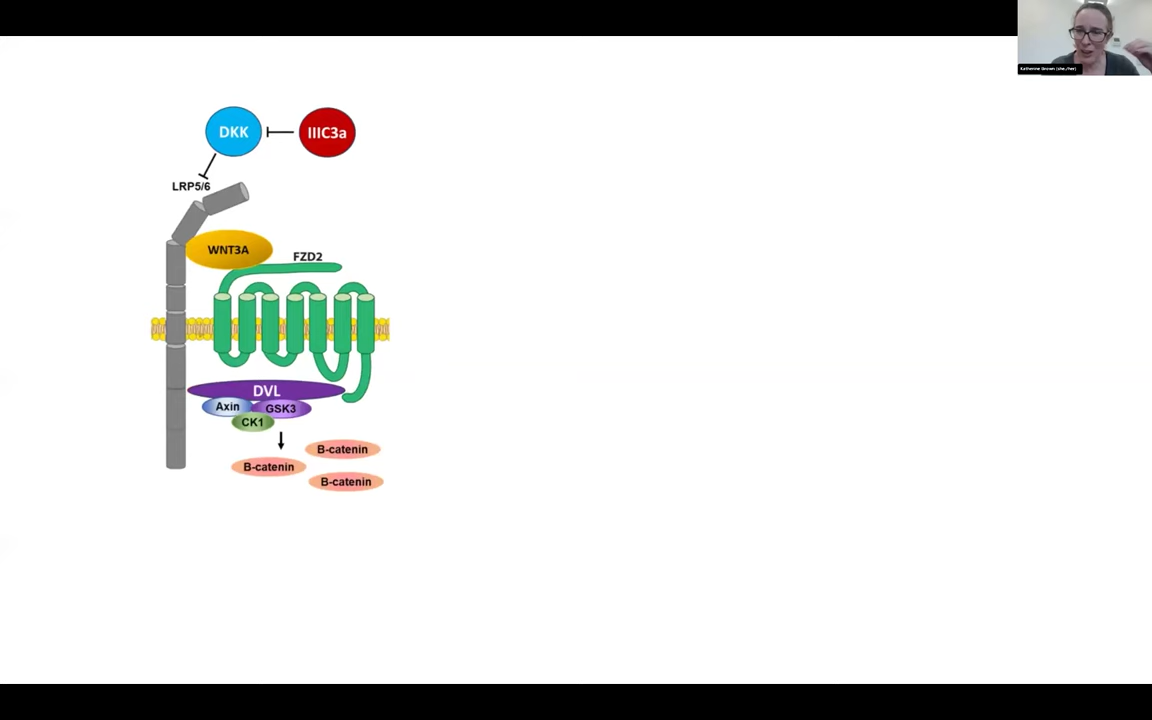 Katherine Brown (she/her)
DKK
IIIC3a
LRP5/6
WNT3A
FZD2
DVL
Axin
GSK3
CK1
B-catenin
B-catenin
B-catenin